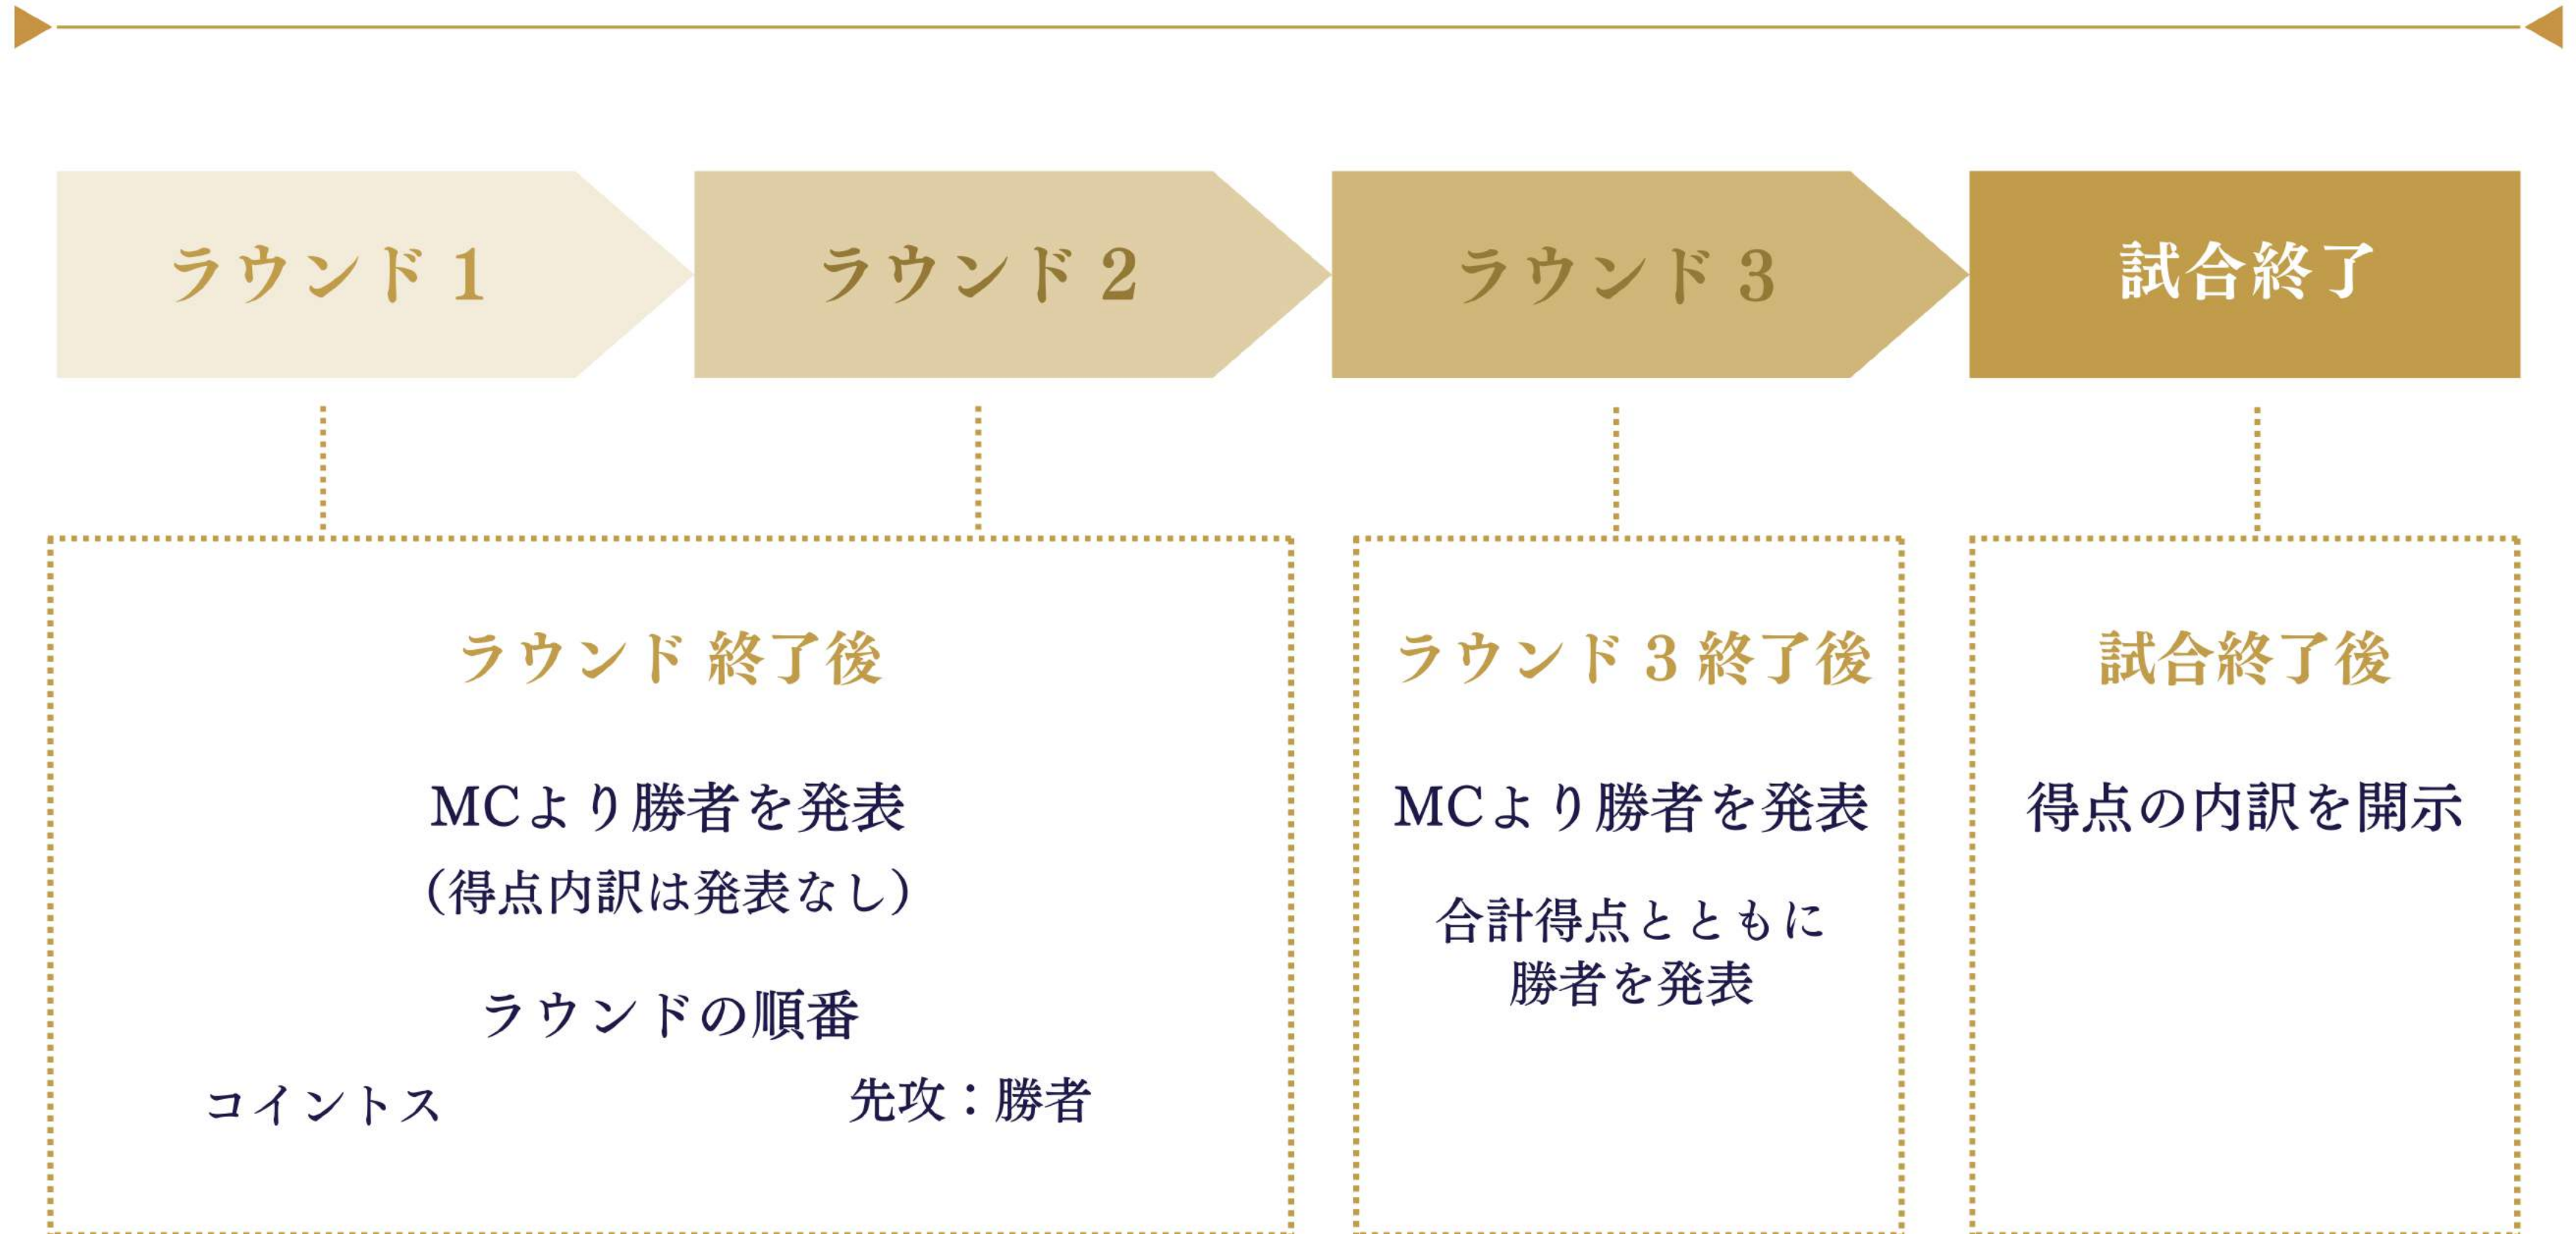 ラウンド 1
ラウンド 2
ラウンド 3
試合終了
ラウンド 終了後
MCより勝者を発表
（得点内訳は発表なし）
ラウンドの順番
コイントス
先攻：勝者
ラウンド 3 終了後
MCより勝者を発表
合計得点とともに
勝者を発表
試合終了後
得点の内訳を開示